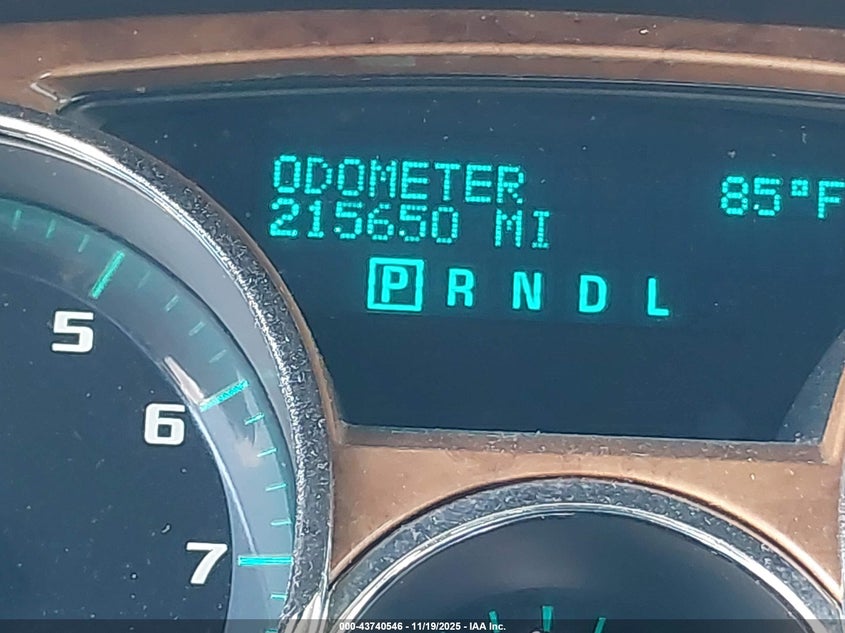 ODOMETER
215650 MI
85°F
P R N D L
5
6
7
000-43740546 - 11/19/2025 - IAA Inc.